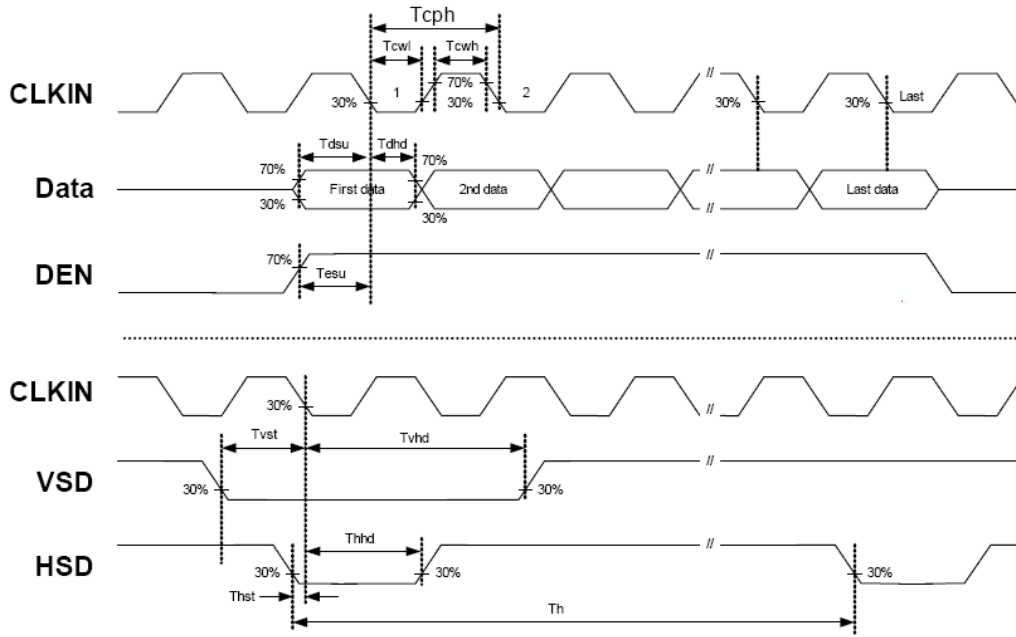 Tcph
Tcwl Tcwh
CLKIN 30% 1 70% 30% 2 // 30% 30% Last
Tdsu Tdhd
70% 70%
Data First data 2nd data // // Last data
30% 30%
DEN 70% //
Tesu
CLKIN 30% //
Tvst Tvhd
VSD 30% 30% //
Thhd
HSD 30% 30% // 30%
Thst
Th